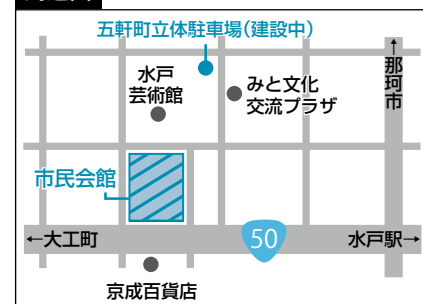 五軒町立体駐車場(建設中)
水戸
芸術館
みと文化
交流プラザ
↑那珂市
市民会館
←大工町
50
水戸駅→
京成百貨店